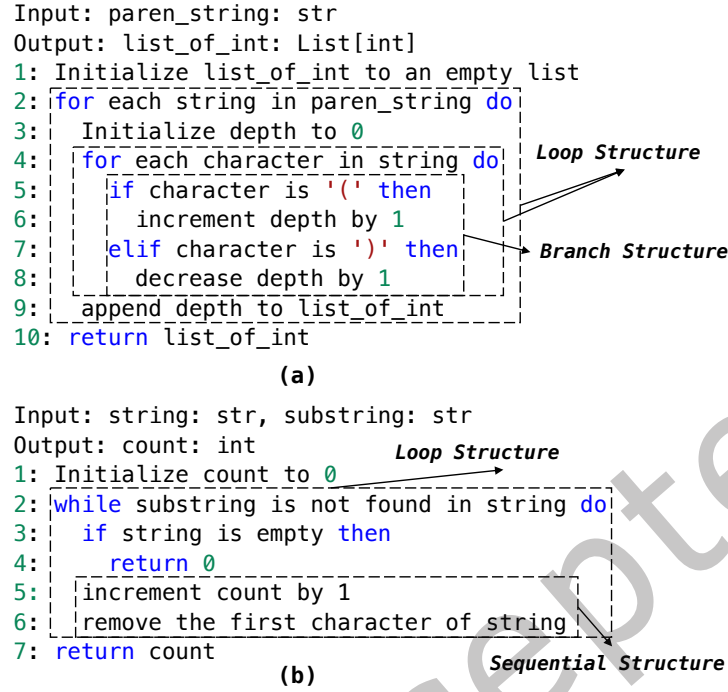 Input: paren_string: str
Output: list_of_int: List[int]
1: Initialize list_of_int to an empty list
2: for each string in paren_string do
3: Initialize depth to 0
4: for each character in string do
Loop Structure
5: if character is '(' then
6: increment depth by 1
7: elif character is ')' then
Branch Structure
8: decrease depth by 1
9: append depth to list_of_int
10: return list_of_int
(a)
Input: string: str, substring: str
Output: count: int
Loop Structure
1: Initialize count to 0
2: while substring is not found in string do
3: if string is empty then
4: return 0
5: increment count by 1
6: remove the first character of string
7: return count
Sequential Structure
(b)